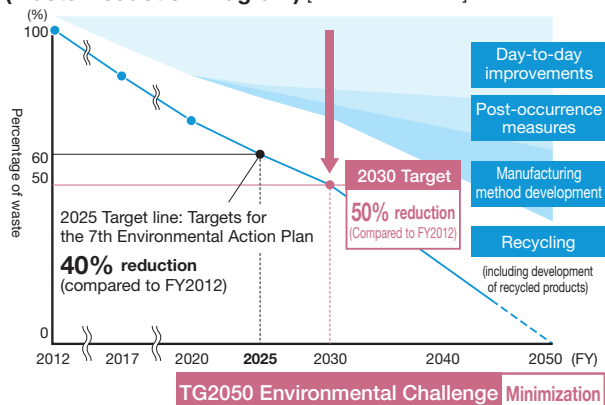 (%)
100
60
50
0
Percentage of waste
Day-to-day
improvements
Post-occurrence
measures
Manufacturing
method development
Recycling
(including development
of recycled products)
2030 Target
50% reduction
(Compared to FY2012)
2025 Target line: Targets for
the 7th Environmental Action Plan
40% reduction
(compared to FY2012)
2012 2017 2020 2025 2030 2040 2050 (FY)
TG2050 Environmental Challenge Minimization